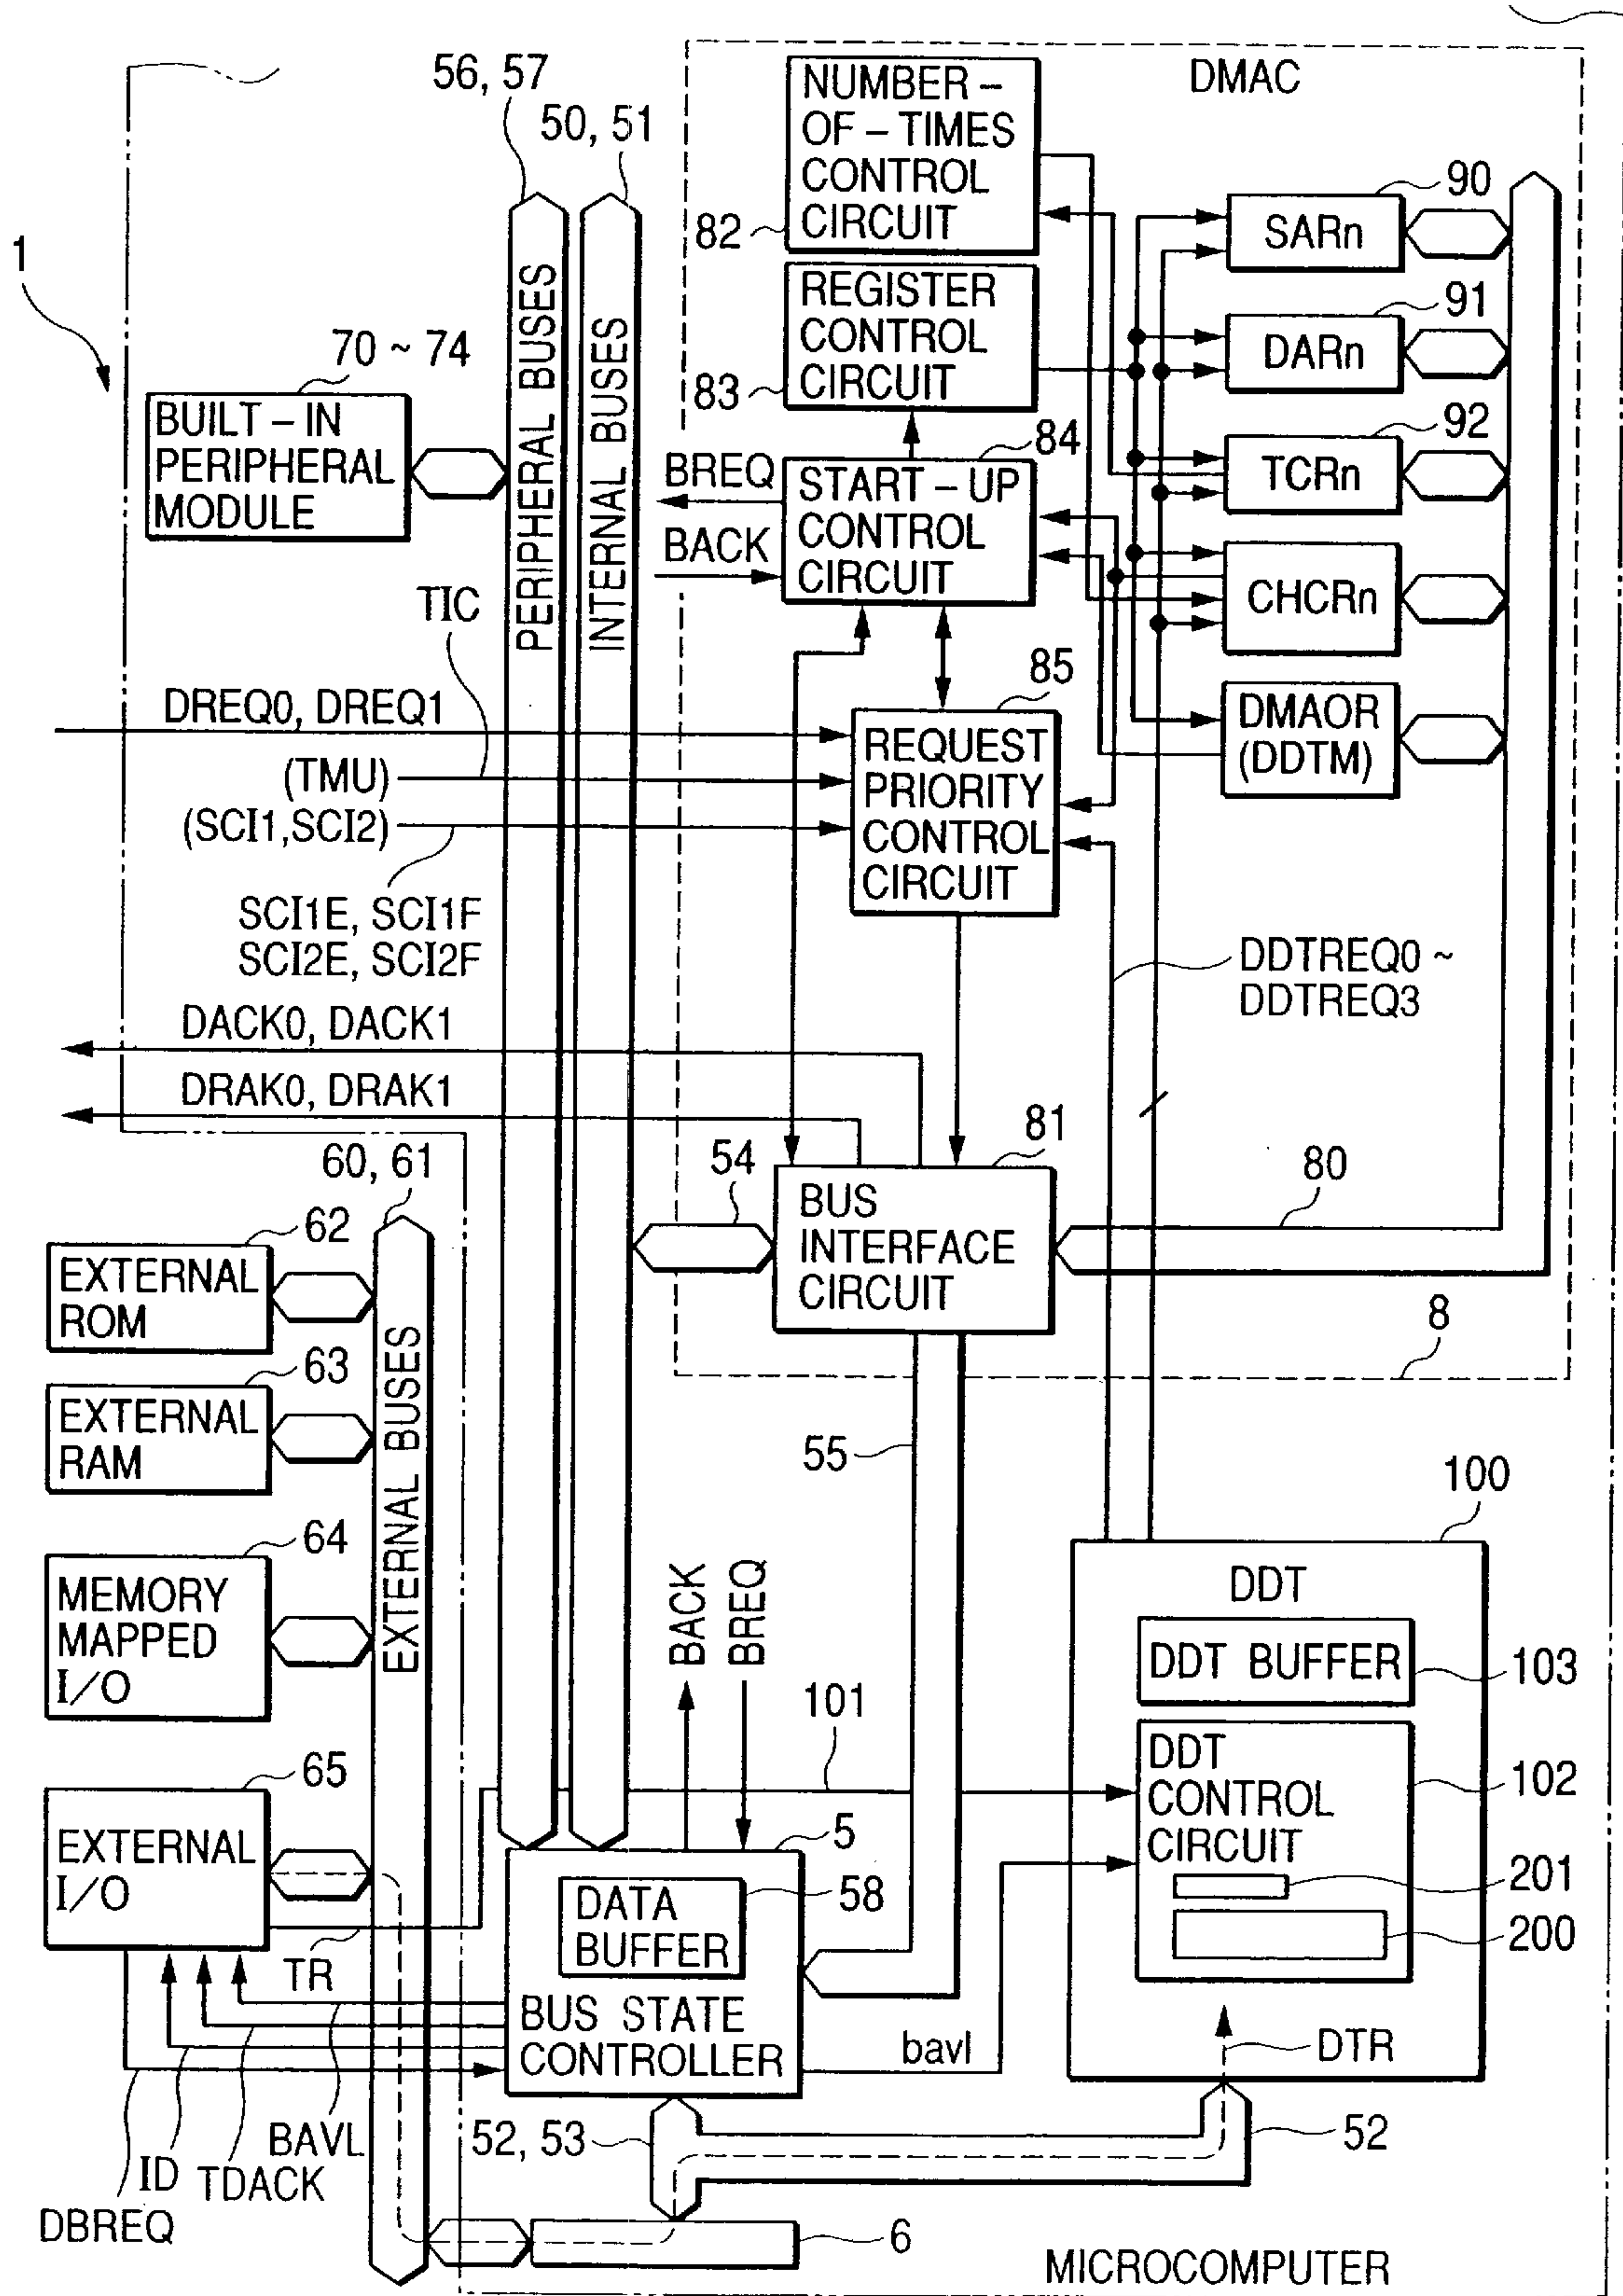 56, 57
50, 51
1
DMAC
NUMBER –
OF – TIMES
CONTROL
CIRCUIT
82
REGISTER
CONTROL
CIRCUIT
83
90
SARn
91
DARn
92
TCRn
CHCRn
DMAOR
(DDTM)
70 ~ 74
BUILT – IN
PERIPHERAL
MODULE
PERIPHERAL BUSES
INTERNAL BUSES
BREQ
BACK
84
START – UP
CONTROL
CIRCUIT
TIC
DREQ0, DREQ1
(TMU)
(SCI1,SCI2)
SCI1E, SCI1F
SCI2E, SCI2F
85
REQUEST
PRIORITY
CONTROL
CIRCUIT
DDTREQ0 ~
DDTREQ3
DACK0, DACK1
DRAK0, DRAK1
60, 61
54
81
BUS
INTERFACE
CIRCUIT
80
8
62
EXTERNAL
ROM
63
EXTERNAL
RAM
64
MEMORY
MAPPED
I/O
EXTERNAL BUSES
55
100
DDT
DDT BUFFER
103
DDT
CONTROL
CIRCUIT
102
201
200
BACK
BREQ
101
65
EXTERNAL
I/O
TR
5
DATA
BUFFER
58
BUS STATE
CONTROLLER
bavl
DTR
BAVL
ID
TDACK
DBREQ
52, 53
52
6
MICROCOMPUTER